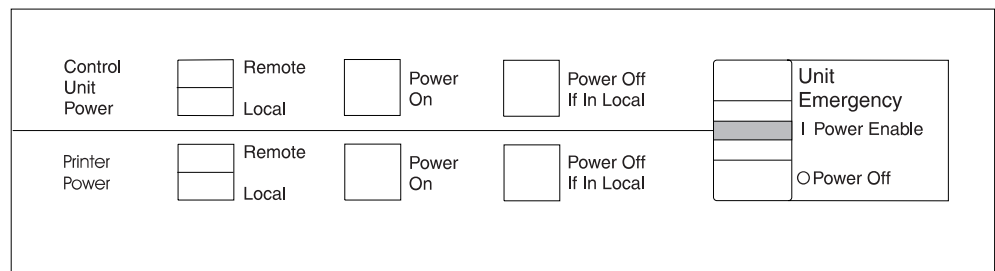 Control
Unit
Power
Remote
Local
Power
On
Power Off
If In Local
Unit
Emergency
I Power Enable
O Power Off
Printer
Power
Remote
Local
Power
On
Power Off
If In Local